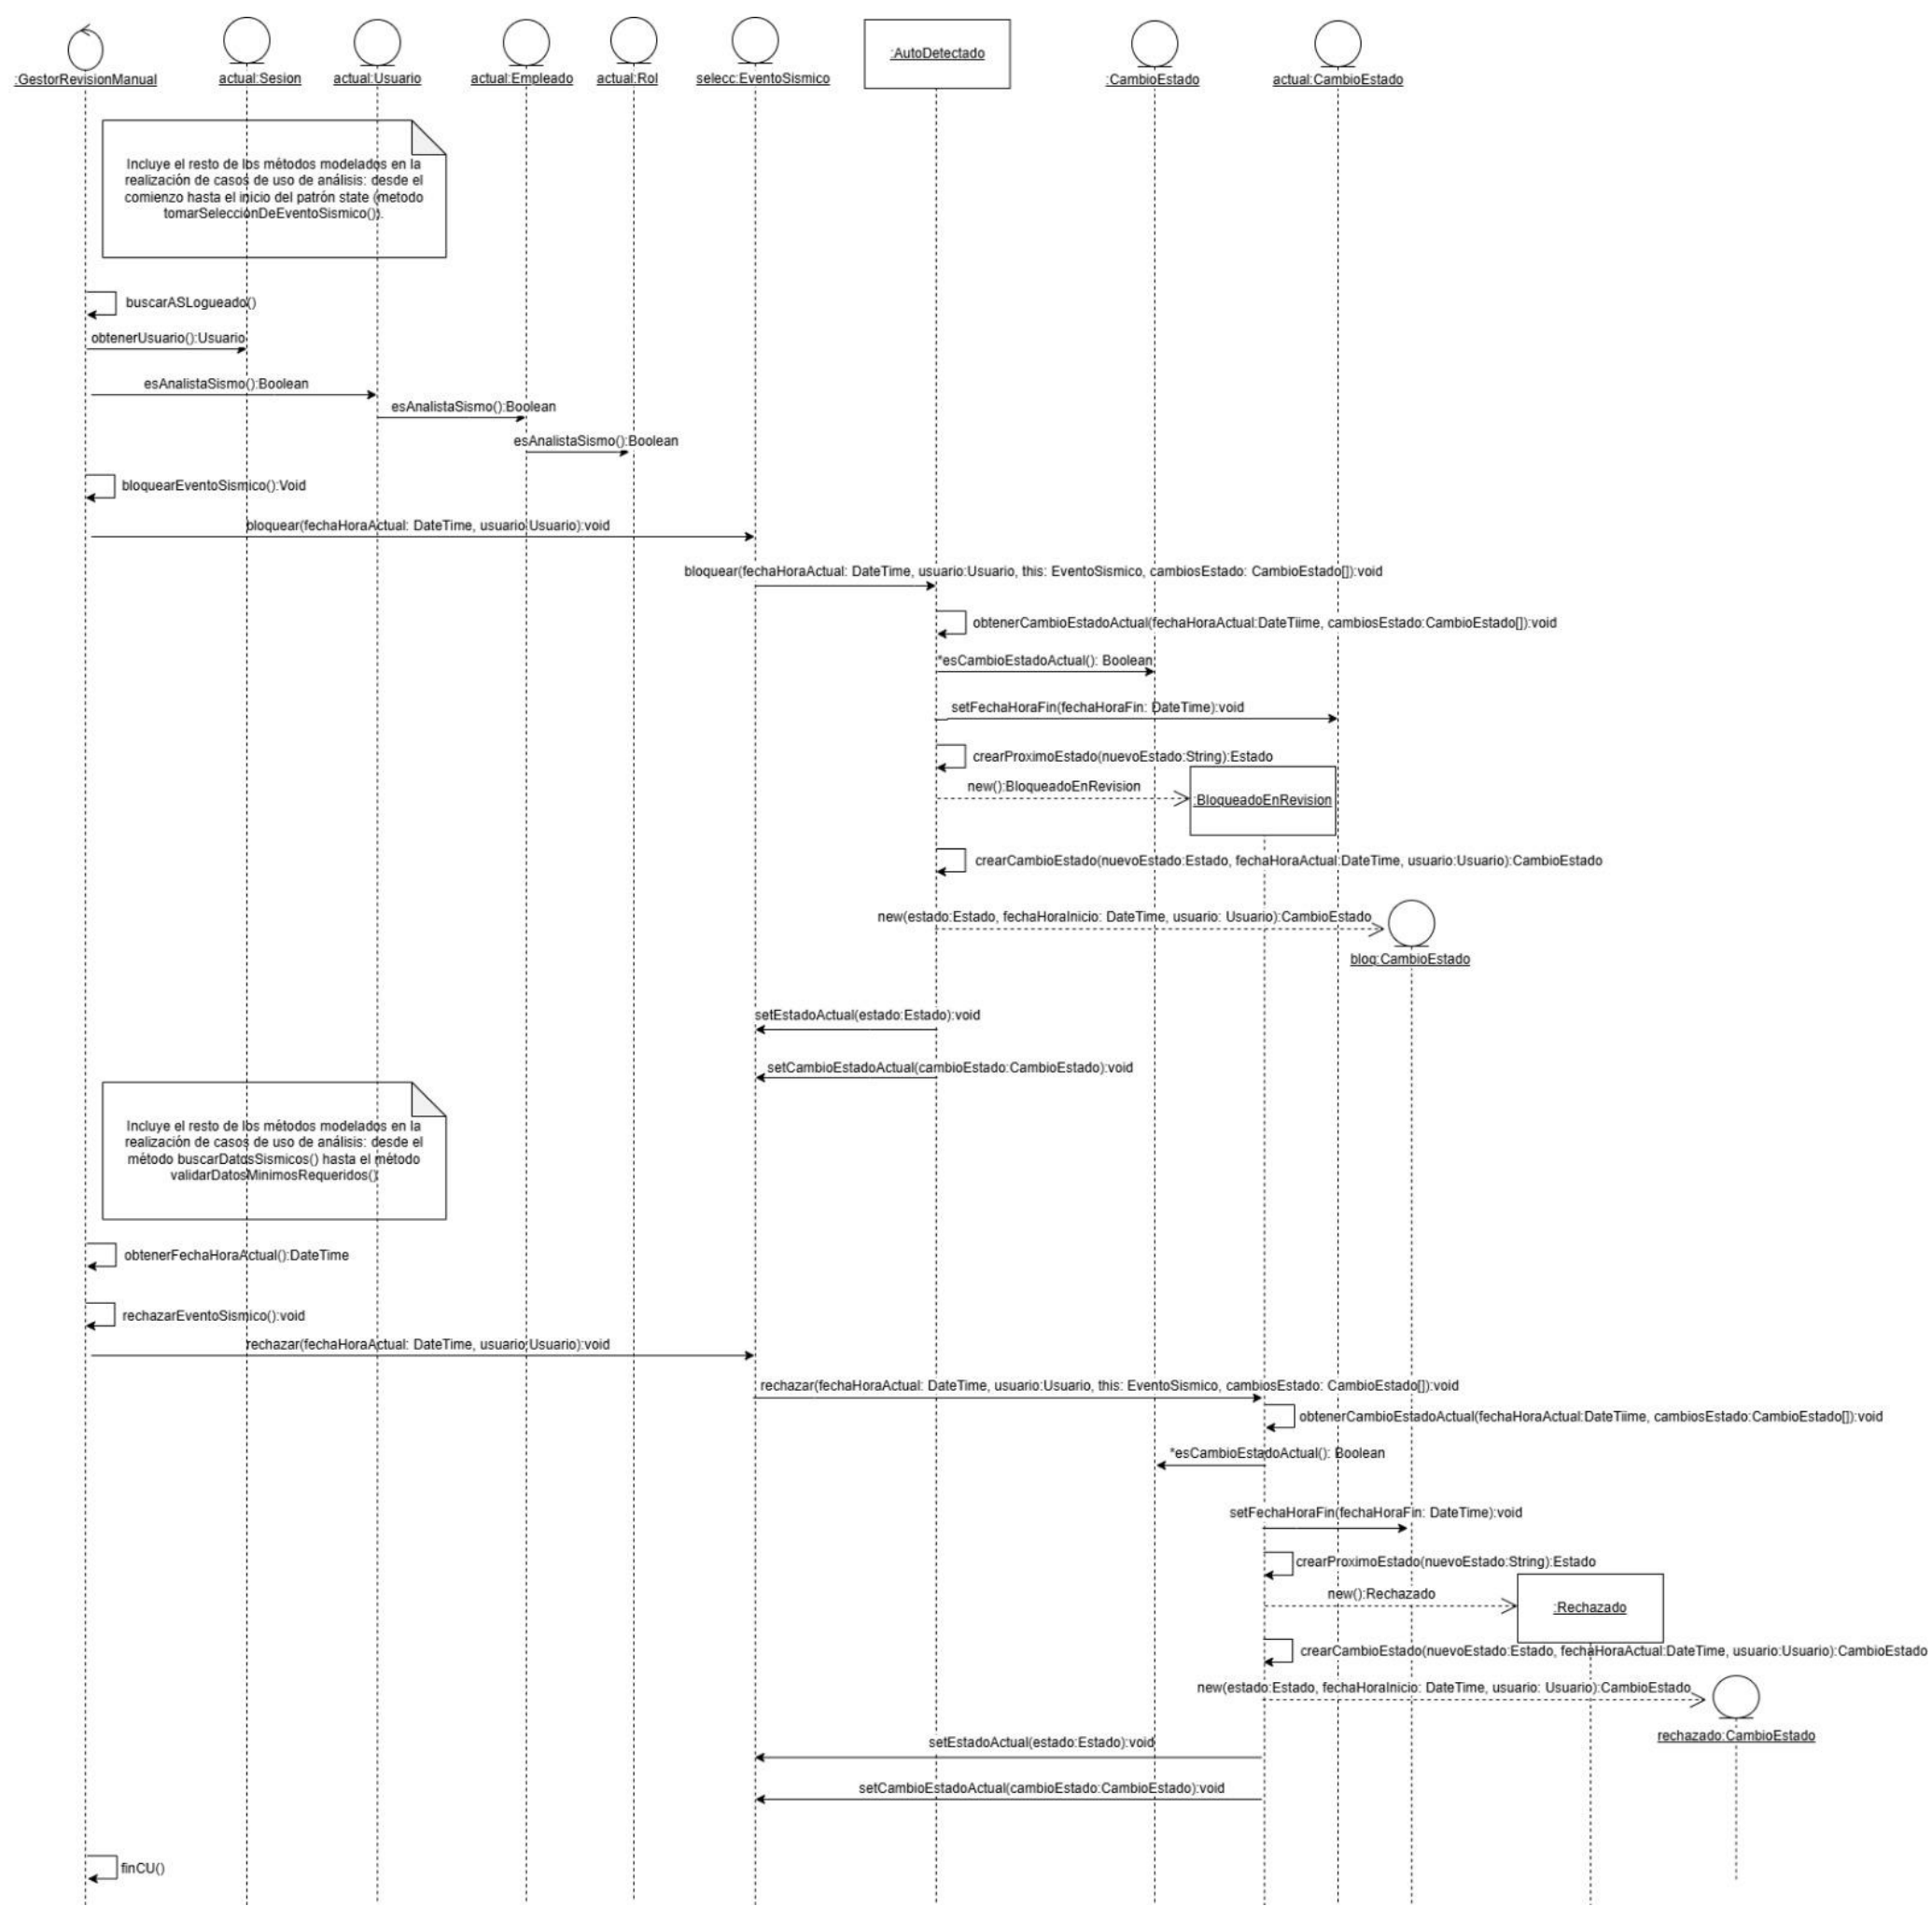 :GestorRevisionManual
actual:Sesion
actual:Usuario
actual:Empleado
actual:Rol
selecc:EventoSismico
:AutoDetectado
:CambioEstado
actual:CambioEstado
Incluye el resto de los métodos modelados en la
realización de casos de uso de análisis: desde el
comienzo hasta el inicio del patrón state (metodo
tomarSelecciónDeEventoSismico()).
buscarASLogueado()
obtenerUsuario():Usuario
esAnalistaSismo():Boolean
esAnalistaSismo():Boolean
esAnalistaSismo():Boolean
bloquearEventoSismico():Void
bloquear(fechaHoraActual: DateTime, usuario:Usuario):void
bloquear(fechaHoraActual: DateTime, usuario:Usuario, this: EventoSismico, cambiosEstado: CambioEstado[]):void
obtenerCambioEstadoActual(fechaHoraActual:DateTiime, cambiosEstado:CambioEstado[]):void
*esCambioEstadoActual(): Boolean
setFechaHoraFin(fechaHoraFin: DateTime):void
crearProximoEstado(nuevoEstado:String):Estado
new():BloqueadoEnRevision
:BloqueadoEnRevision
crearCambioEstado(nuevoEstado:Estado, fechaHoraActual:DateTime, usuario:Usuario):CambioEstado
new(estado:Estado, fechaHoraInicio: DateTime, usuario: Usuario):CambioEstado
bloq:CambioEstado
setEstadoActual(estado:Estado):void
setCambioEstadoActual(cambioEstado:CambioEstado):void
Incluye el resto de los métodos modelados en la
realización de casos de uso de análisis: desde el
método buscarDatosSismicos() hasta el método
validarDatosMinimosRequeridos()
obtenerFechaHoraActual():DateTime
rechazarEventoSismico():void
rechazar(fechaHoraActual: DateTime, usuario:Usuario):void
rechazar(fechaHoraActual: DateTime, usuario:Usuario, this: EventoSismico, cambiosEstado: CambioEstado[]):void
obtenerCambioEstadoActual(fechaHoraActual:DateTiime, cambiosEstado:CambioEstado[]):void
*esCambioEstadoActual(): Boolean
setFechaHoraFin(fechaHoraFin: DateTime):void
crearProximoEstado(nuevoEstado:String):Estado
new():Rechazado
:Rechazado
crearCambioEstado(nuevoEstado:Estado, fechaHoraActual:DateTime, usuario:Usuario):CambioEstado
new(estado:Estado, fechaHoraInicio: DateTime, usuario: Usuario):CambioEstado
rechazado:CambioEstado
setEstadoActual(estado:Estado):void
setCambioEstadoActual(cambioEstado:CambioEstado):void
finCU()